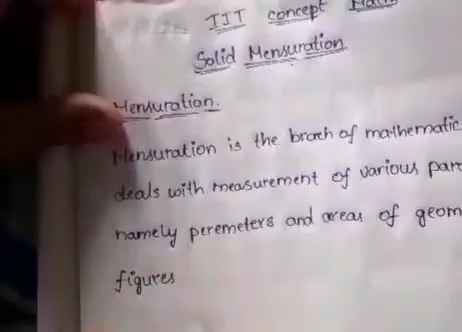 IIT concept Math
Solid Mensuration
Mensuration.
Mensuration is the brach of mathematic
deals with measurement of various par
namely peremeters and areas of geom
figures